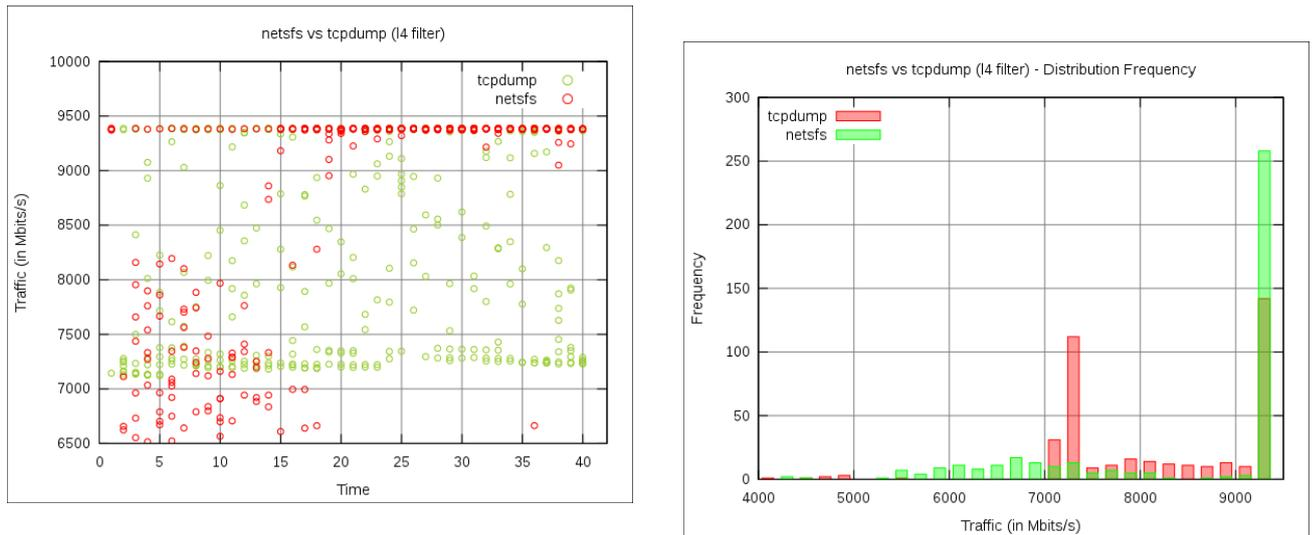 netsfs vs tcpdump (l4 filter)
tcpdump
netsfs
10000
9500
9000
8500
8000
7500
7000
6500
Traffic (in Mbits/s)
0 5 10 15 20 25 30 35 40
Time
netsfs vs tcpdump (l4 filter) - Distribution Frequency
tcpdump
netsfs
300
250
200
150
100
50
0
Frequency
4000 5000 6000 7000 8000 9000
Traffic (in Mbits/s)